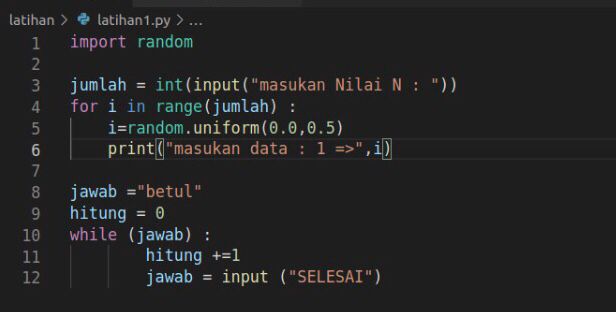 latihan > latihan1.py > ...
1 import random
2
3 jumlah = int(input("masukan Nilai N : "))
4 for i in range(jumlah) :
5     i=random.uniform(0.0,0.5)
6     print("masukan data : 1 =>",i)
7
8 jawab ="betul"
9 hitung = 0
10 while (jawab) :
11         hitung +=1
12         jawab = input ("SELESAI")